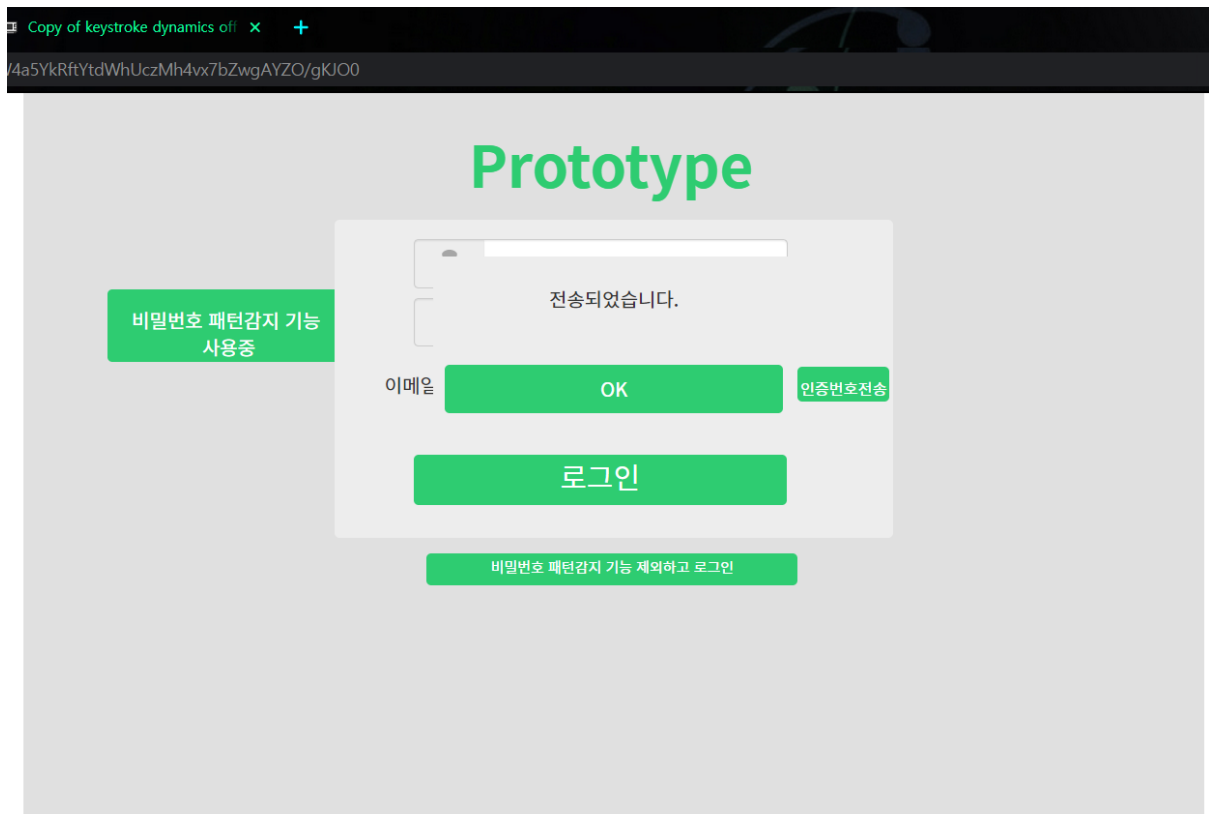 Copy of keystroke dynamics off
/4a5YkRftYtdWhUczMh4vx7bZwgAYZO/gKJO0
Prototype
전송되었습니다.
비밀번호 패턴감지 기능
사용중
이메일
OK
인증번호전송
로그인
비밀번호 패턴감지 기능 제외하고 로그인